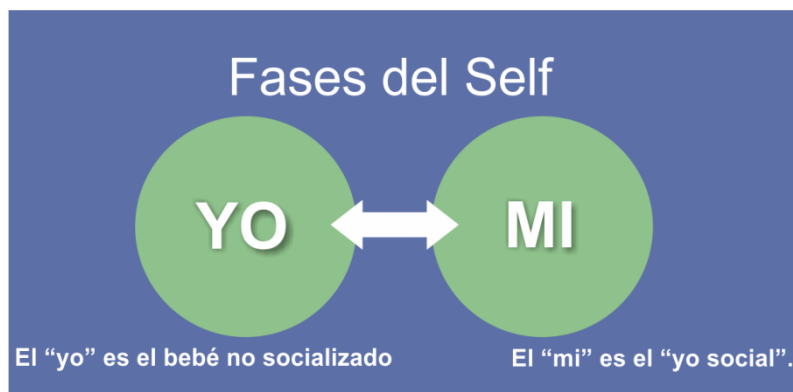 Fases del Self
YO
MI
El “yo” es el bebé no socializado
El “mi” es el “yo social”.